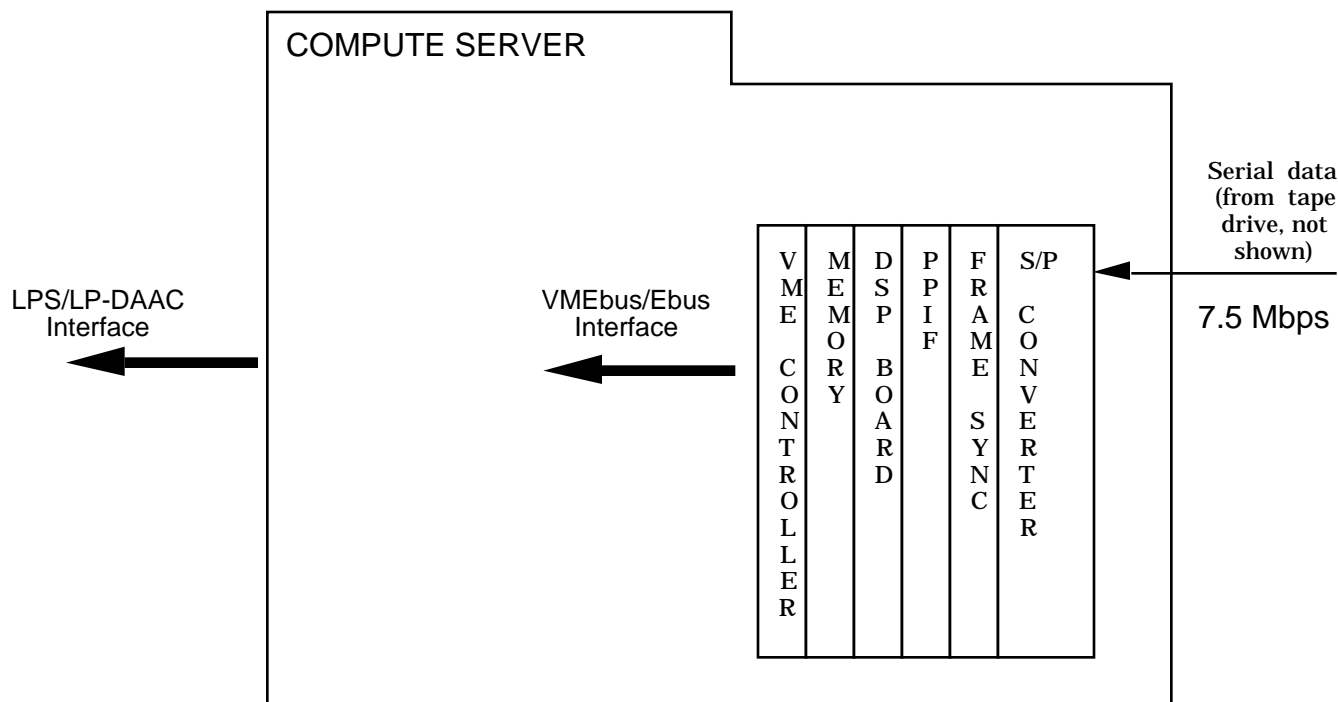 COMPUTE SERVER
Serial data
(from tape
drive, not
shown)
7.5 Mbps
LPS/LP-DAAC
Interface
VMEbus/Ebus
Interface
VME CONTROLLER
MEMORY
DSP BOARD
PPIF
FRAME SYNC
S/P CONVERTER